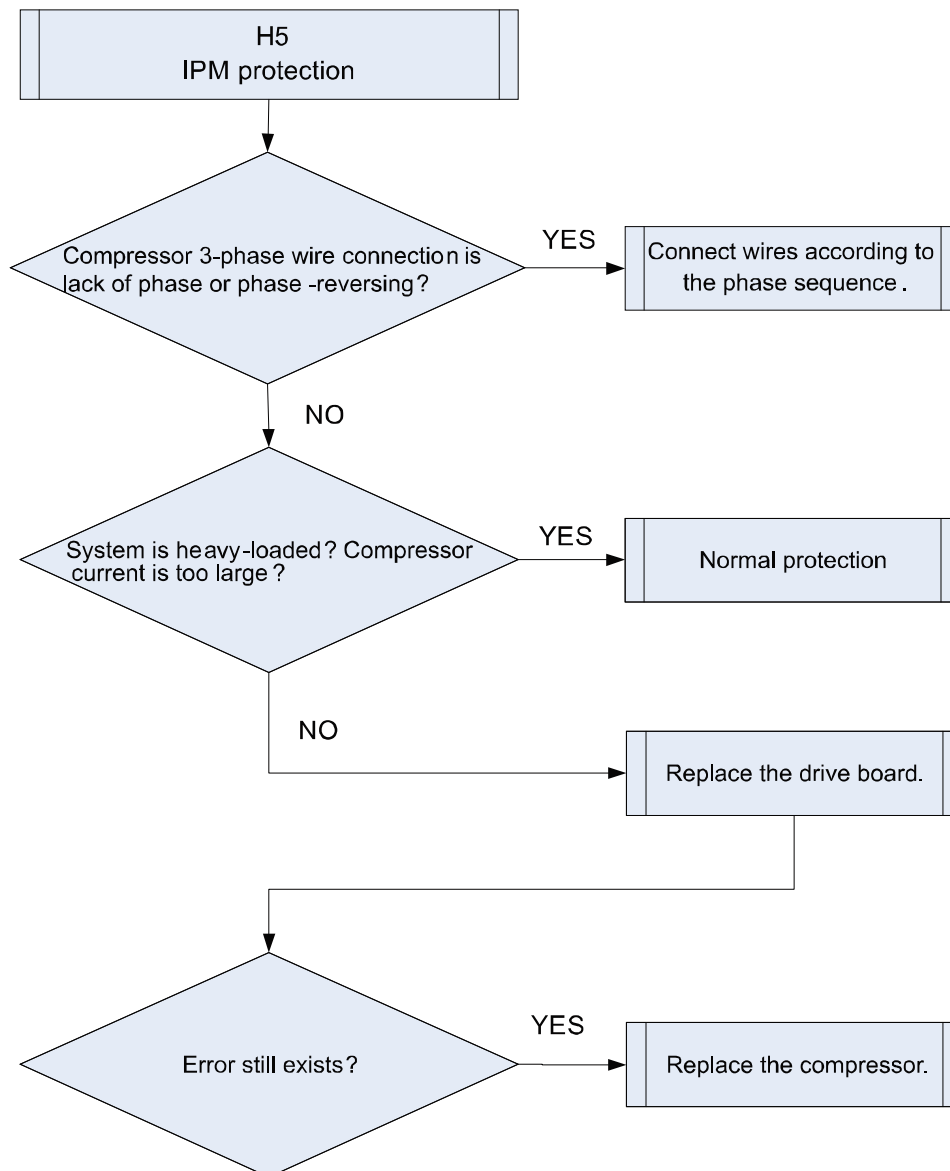 H5
IPM protection
Compressor 3-phase wire connection is
lack of phase or phase -reversing?
YES
Connect wires according to
the phase sequence.
NO
System is heavy-loaded? Compressor
current is too large?
YES
Normal protection
NO
Replace the drive board.
Error still exists?
YES
Replace the compressor.